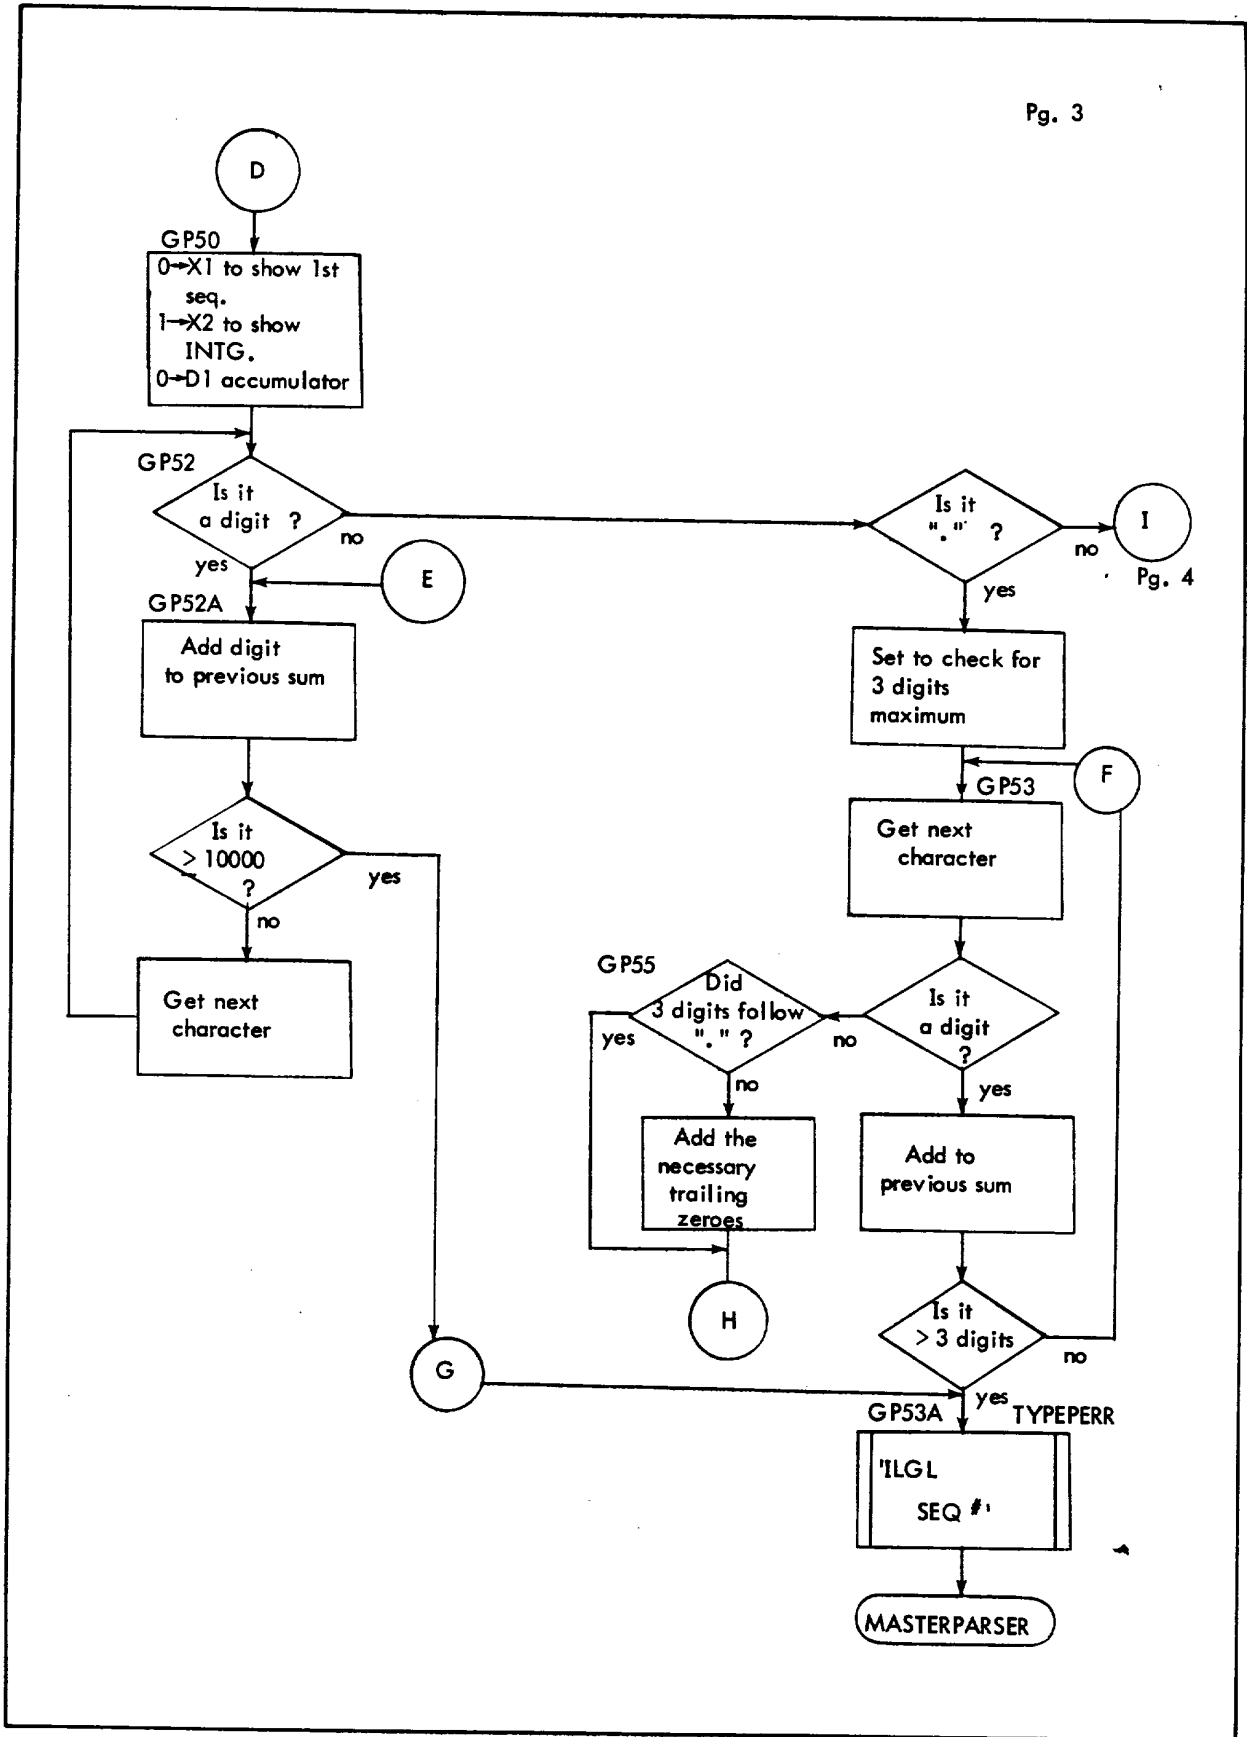 Pg. 3
D
GP50
0→X1 to show 1st
seq.
1→X2 to show
INTG.
0→D1 accumulator
GP52
Is it
a digit ?
no
yes
Is it
"." ?
no
I
Pg. 4
yes
E
GP52A
Add digit
to previous sum
Set to check for
3 digits
maximum
F
GP53
Get next
character
Is it
≥ 10000
?
yes
no
Get next
character
GP55
Did
3 digits follow
"." ?
yes
no
Is it
a digit
?
no
yes
Add the
necessary
trailing
zeroes
Add to
previous sum
H
Is it
> 3 digits
no
yes
G
GP53A
TYPEPERR
'ILGL
SEQ #'
MASTERPARSER